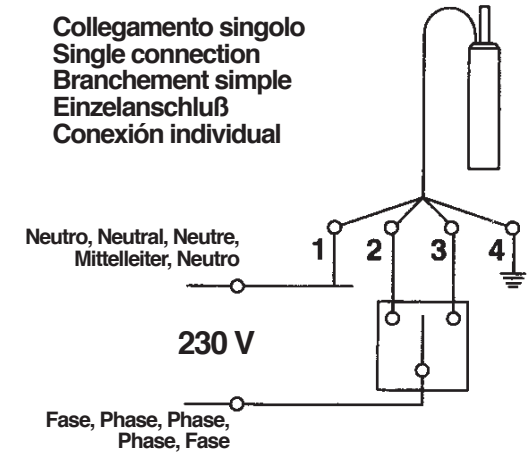 Collegamento singolo
Single connection
Branchement simple
Einzelanschluß
Conexión individual
Neutro, Neutral, Neutre,
Mittelleiter, Neutro
1 2 3 4
230 V
Fase, Phase, Phase,
Phase, Fase